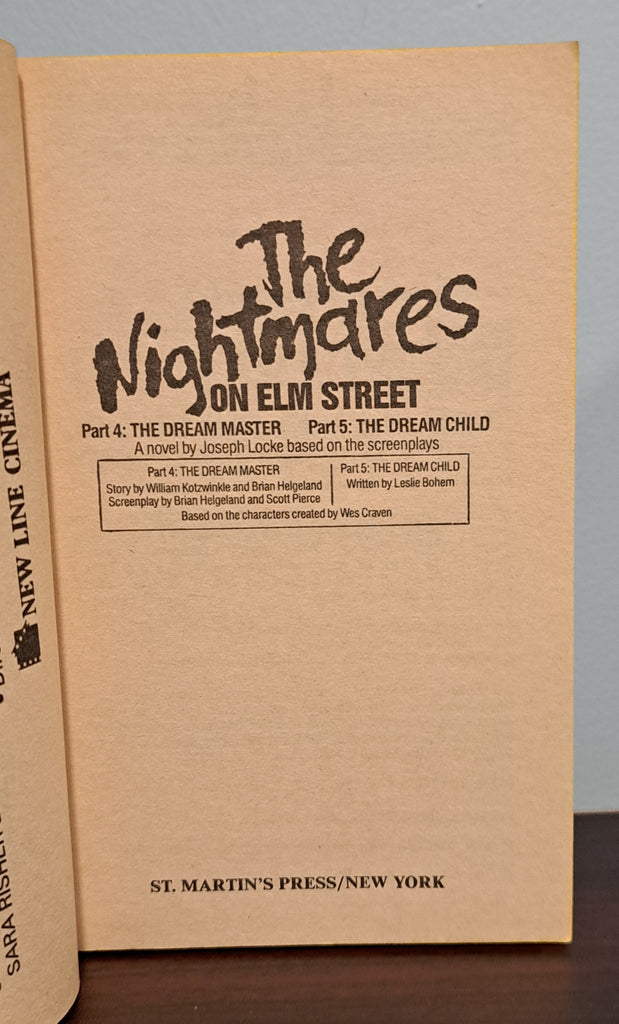 The
Nightmares
ON ELM STREET
Part 4: THE DREAM MASTER Part 5: THE DREAM CHILD
A novel by Joseph Locke based on the screenplays
Part 4: THE DREAM MASTER
Story by William Kotzwinkle and Brian Helgeland
Screenplay by Brian Helgeland and Scott Pierce
Part 5: THE DREAM CHILD
Written by Leslie Bohem
Based on the characters created by Wes Craven
ST. MARTIN'S PRESS/NEW YORK
NEW LINE CINEMA
SARA RISHER